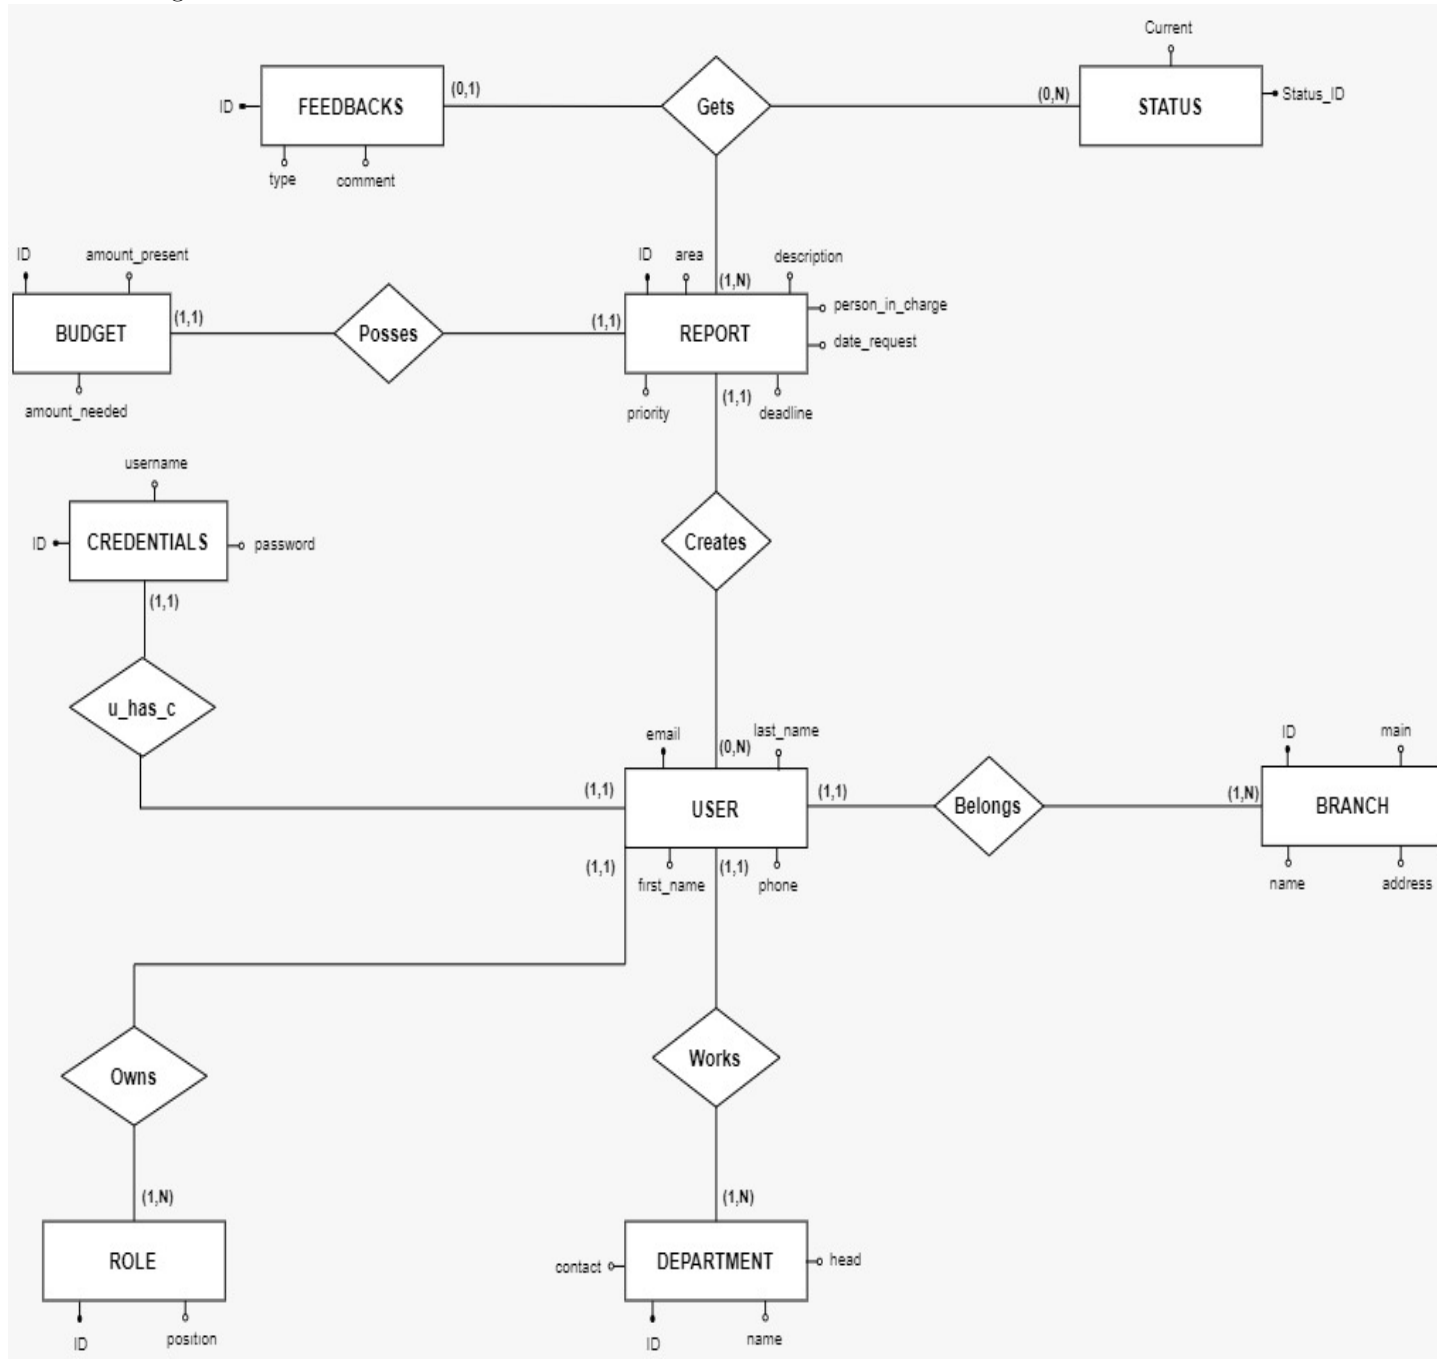 Current
FEEDBACKS
(0,1)
Gets
(0,N)
STATUS
ID
Status_ID
type
comment
ID
amount_present
ID
area
description
(1,N)
person_in_charge
BUDGET
(1,1)
Posses
(1,1)
REPORT
date_request
amount_needed
priority
(1,1)
deadline
username
ID
CREDENTIALS
password
Creates
(1,1)
u_has_c
email
last_name
(0,N)
ID
main
(1,1)
USER
(1,1)
Belongs
(1,N)
BRANCH
(1,1)
first_name
(1,1)
phone
name
address
Owns
Works
(1,N)
(1,N)
ROLE
contact
DEPARTMENT
head
ID
position
ID
name